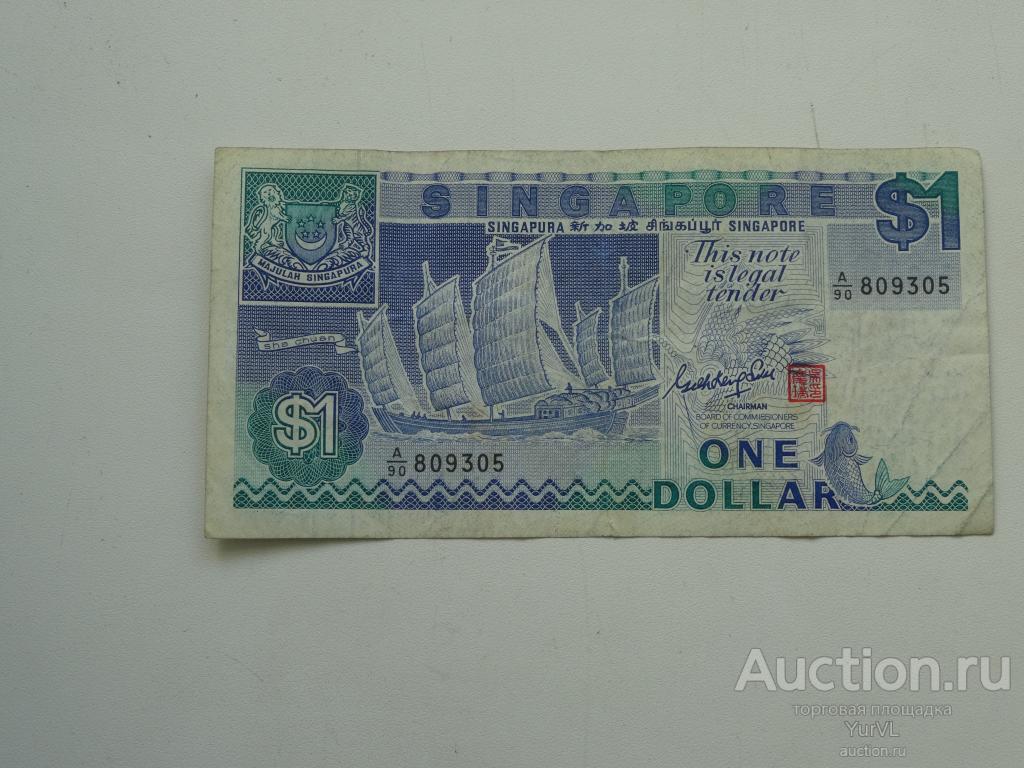 SINGAPORE
$1
SINGAPURA 新加坡 சிங்கப்பூர் SINGAPORE
MAJULAH SINGAPURA
This note
is legal
tender
A/90 809305
sha chuan
$1
CHAIRMAN
BOARD OF COMMISSIONERS
OF CURRENCY, SINGAPORE
A/90 809305
ONE
DOLLAR
Auction.ru
торговая площадка
YurVL
auction.ru